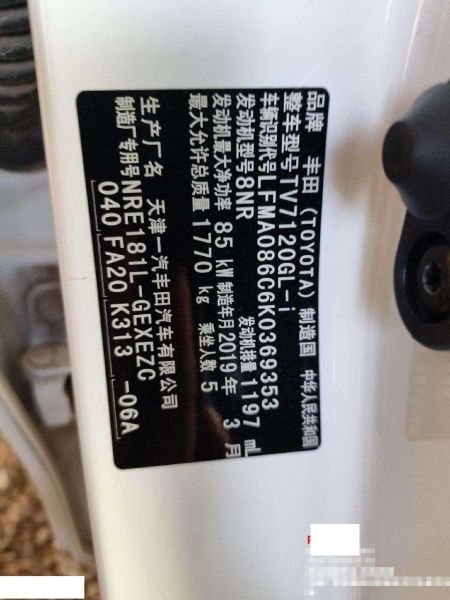 品牌 丰田 (TOYOTA) 制造国 中华人民共和国
整车型号 TV7120GL-i
车辆识别代号 LFMA086C6K0369353
发动机型号 8NR 发动机排量 1197 mL
发动机最大净功率 85 kW 制造年月 2019 年 3 月
最大允许总质量 1770 kg 乘坐人数 5
生产厂名 天津一汽丰田汽车有限公司
制造厂专用号 NRE181L-GEXEZC
040 FA20 K313 -06A